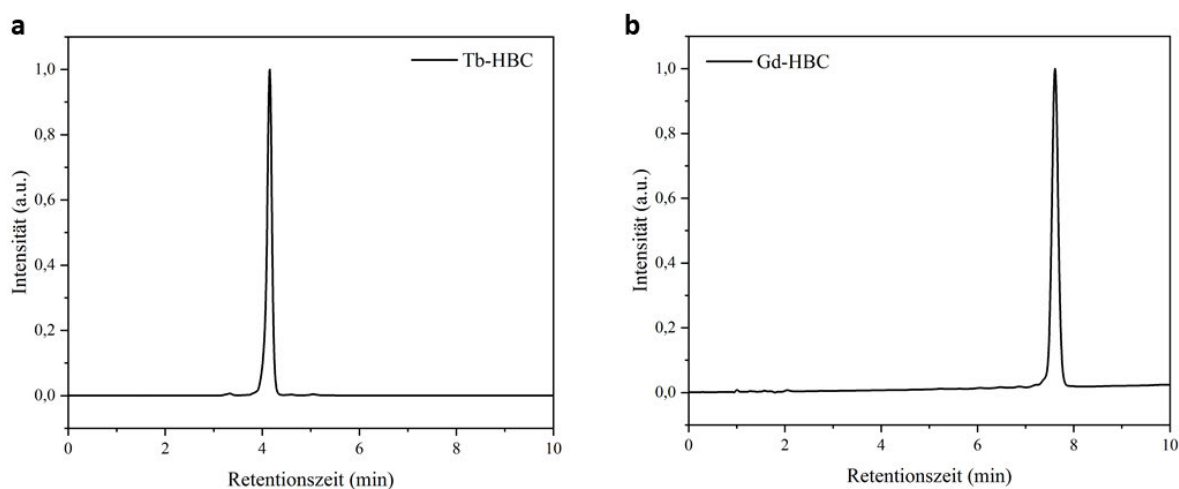 a
Tb-HBC
1,0
0,8
0,6
0,4
0,2
0,0
Intensität (a.u.)
0 2 4 6 8 10
Retentionszeit (min)
b
Gd-HBC
1,0
0,8
0,6
0,4
0,2
0,0
Intensität (a.u.)
0 2 4 6 8 10
Retentionszeit (min)